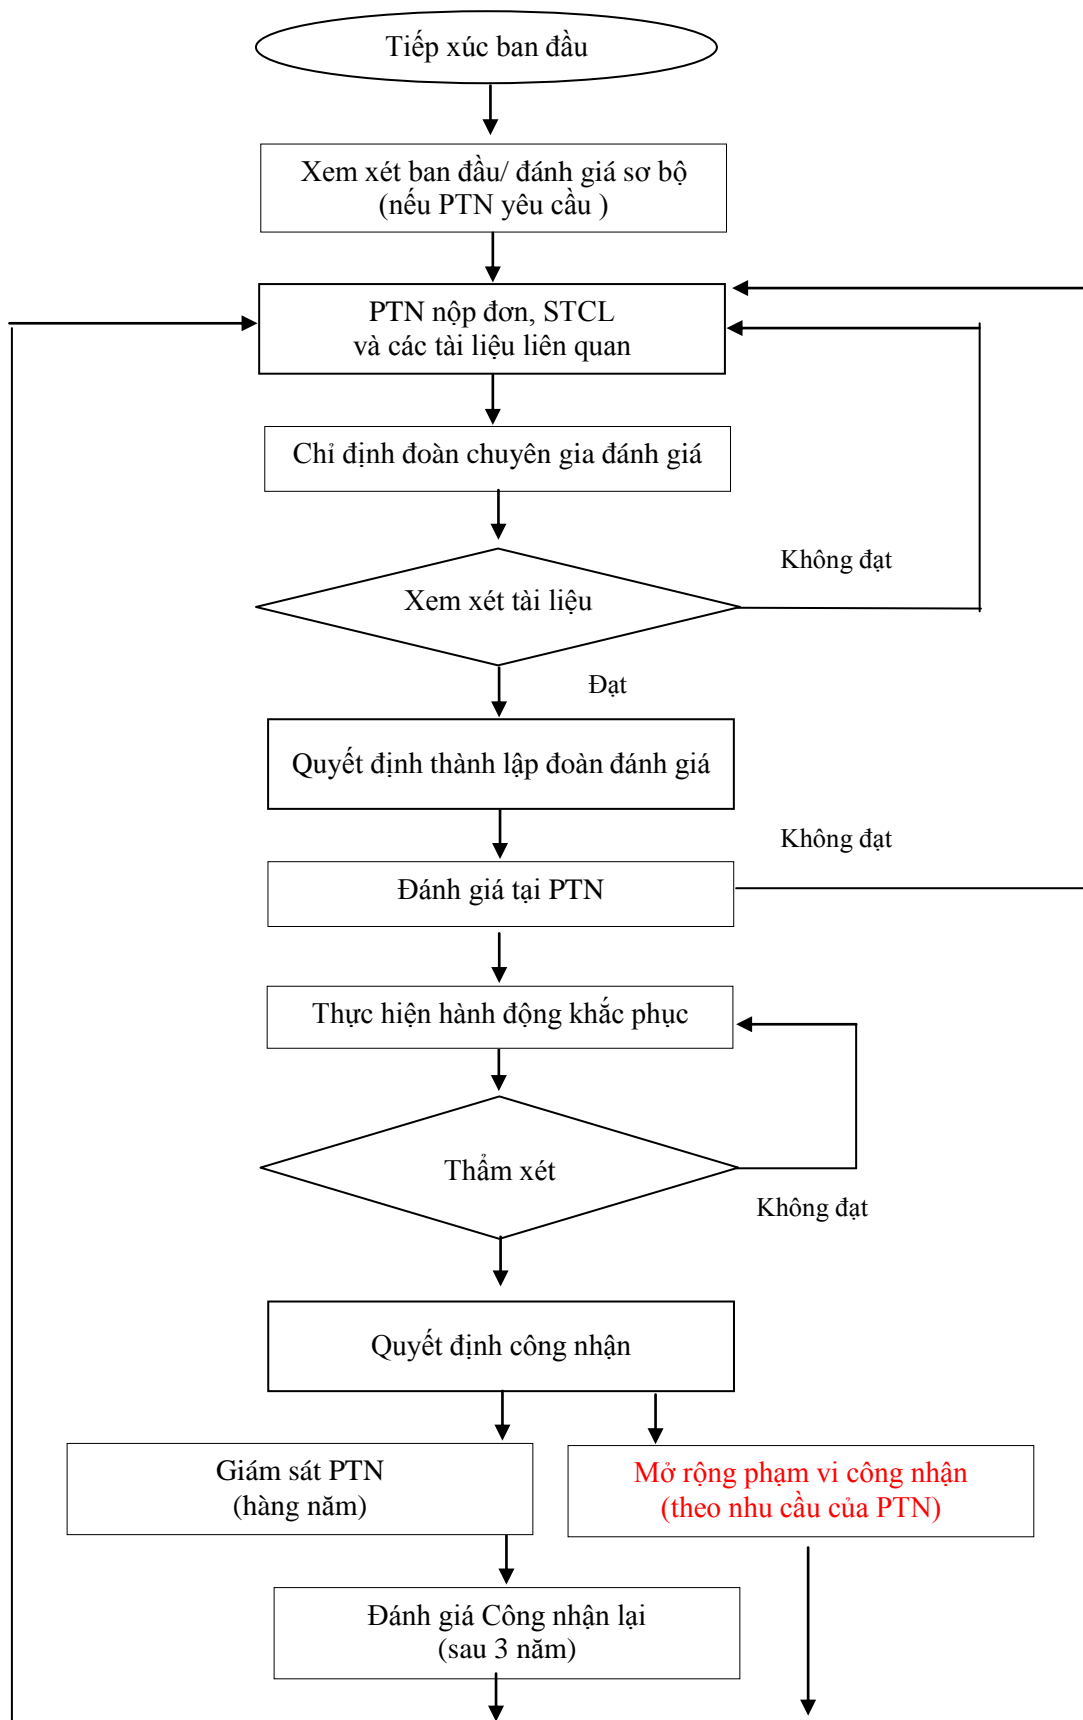 Tiếp xúc ban đầu
Xem xét ban đầu/ đánh giá sơ bộ
(nếu PTN yêu cầu )
PTN nộp đơn, STCL
và các tài liệu liên quan
Chỉ định đoàn chuyên gia đánh giá
Không đạt
Xem xét tài liệu
Đạt
Quyết định thành lập đoàn đánh giá
Không đạt
Đánh giá tại PTN
Thực hiện hành động khắc phục
Thẩm xét
Không đạt
Quyết định công nhận
Giám sát PTN
(hàng năm)
Mở rộng phạm vi công nhận
(theo nhu cầu của PTN)
Đánh giá Công nhận lại
(sau 3 năm)